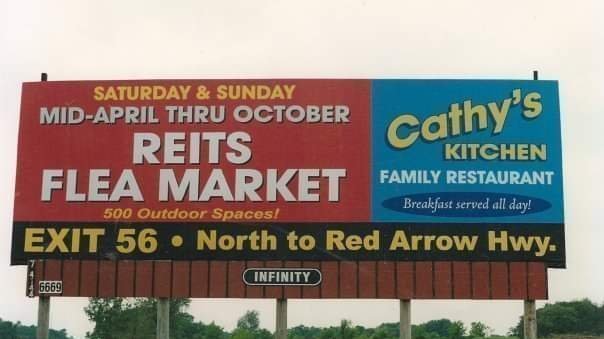 SATURDAY & SUNDAY
MID-APRIL THRU OCTOBER
REITS
FLEA MARKET
500 Outdoor Spaces!
Cathy's
KITCHEN
FAMILY RESTAURANT
Breakfast served all day!
EXIT 56 • North to Red Arrow Hwy.
INFINITY
6669